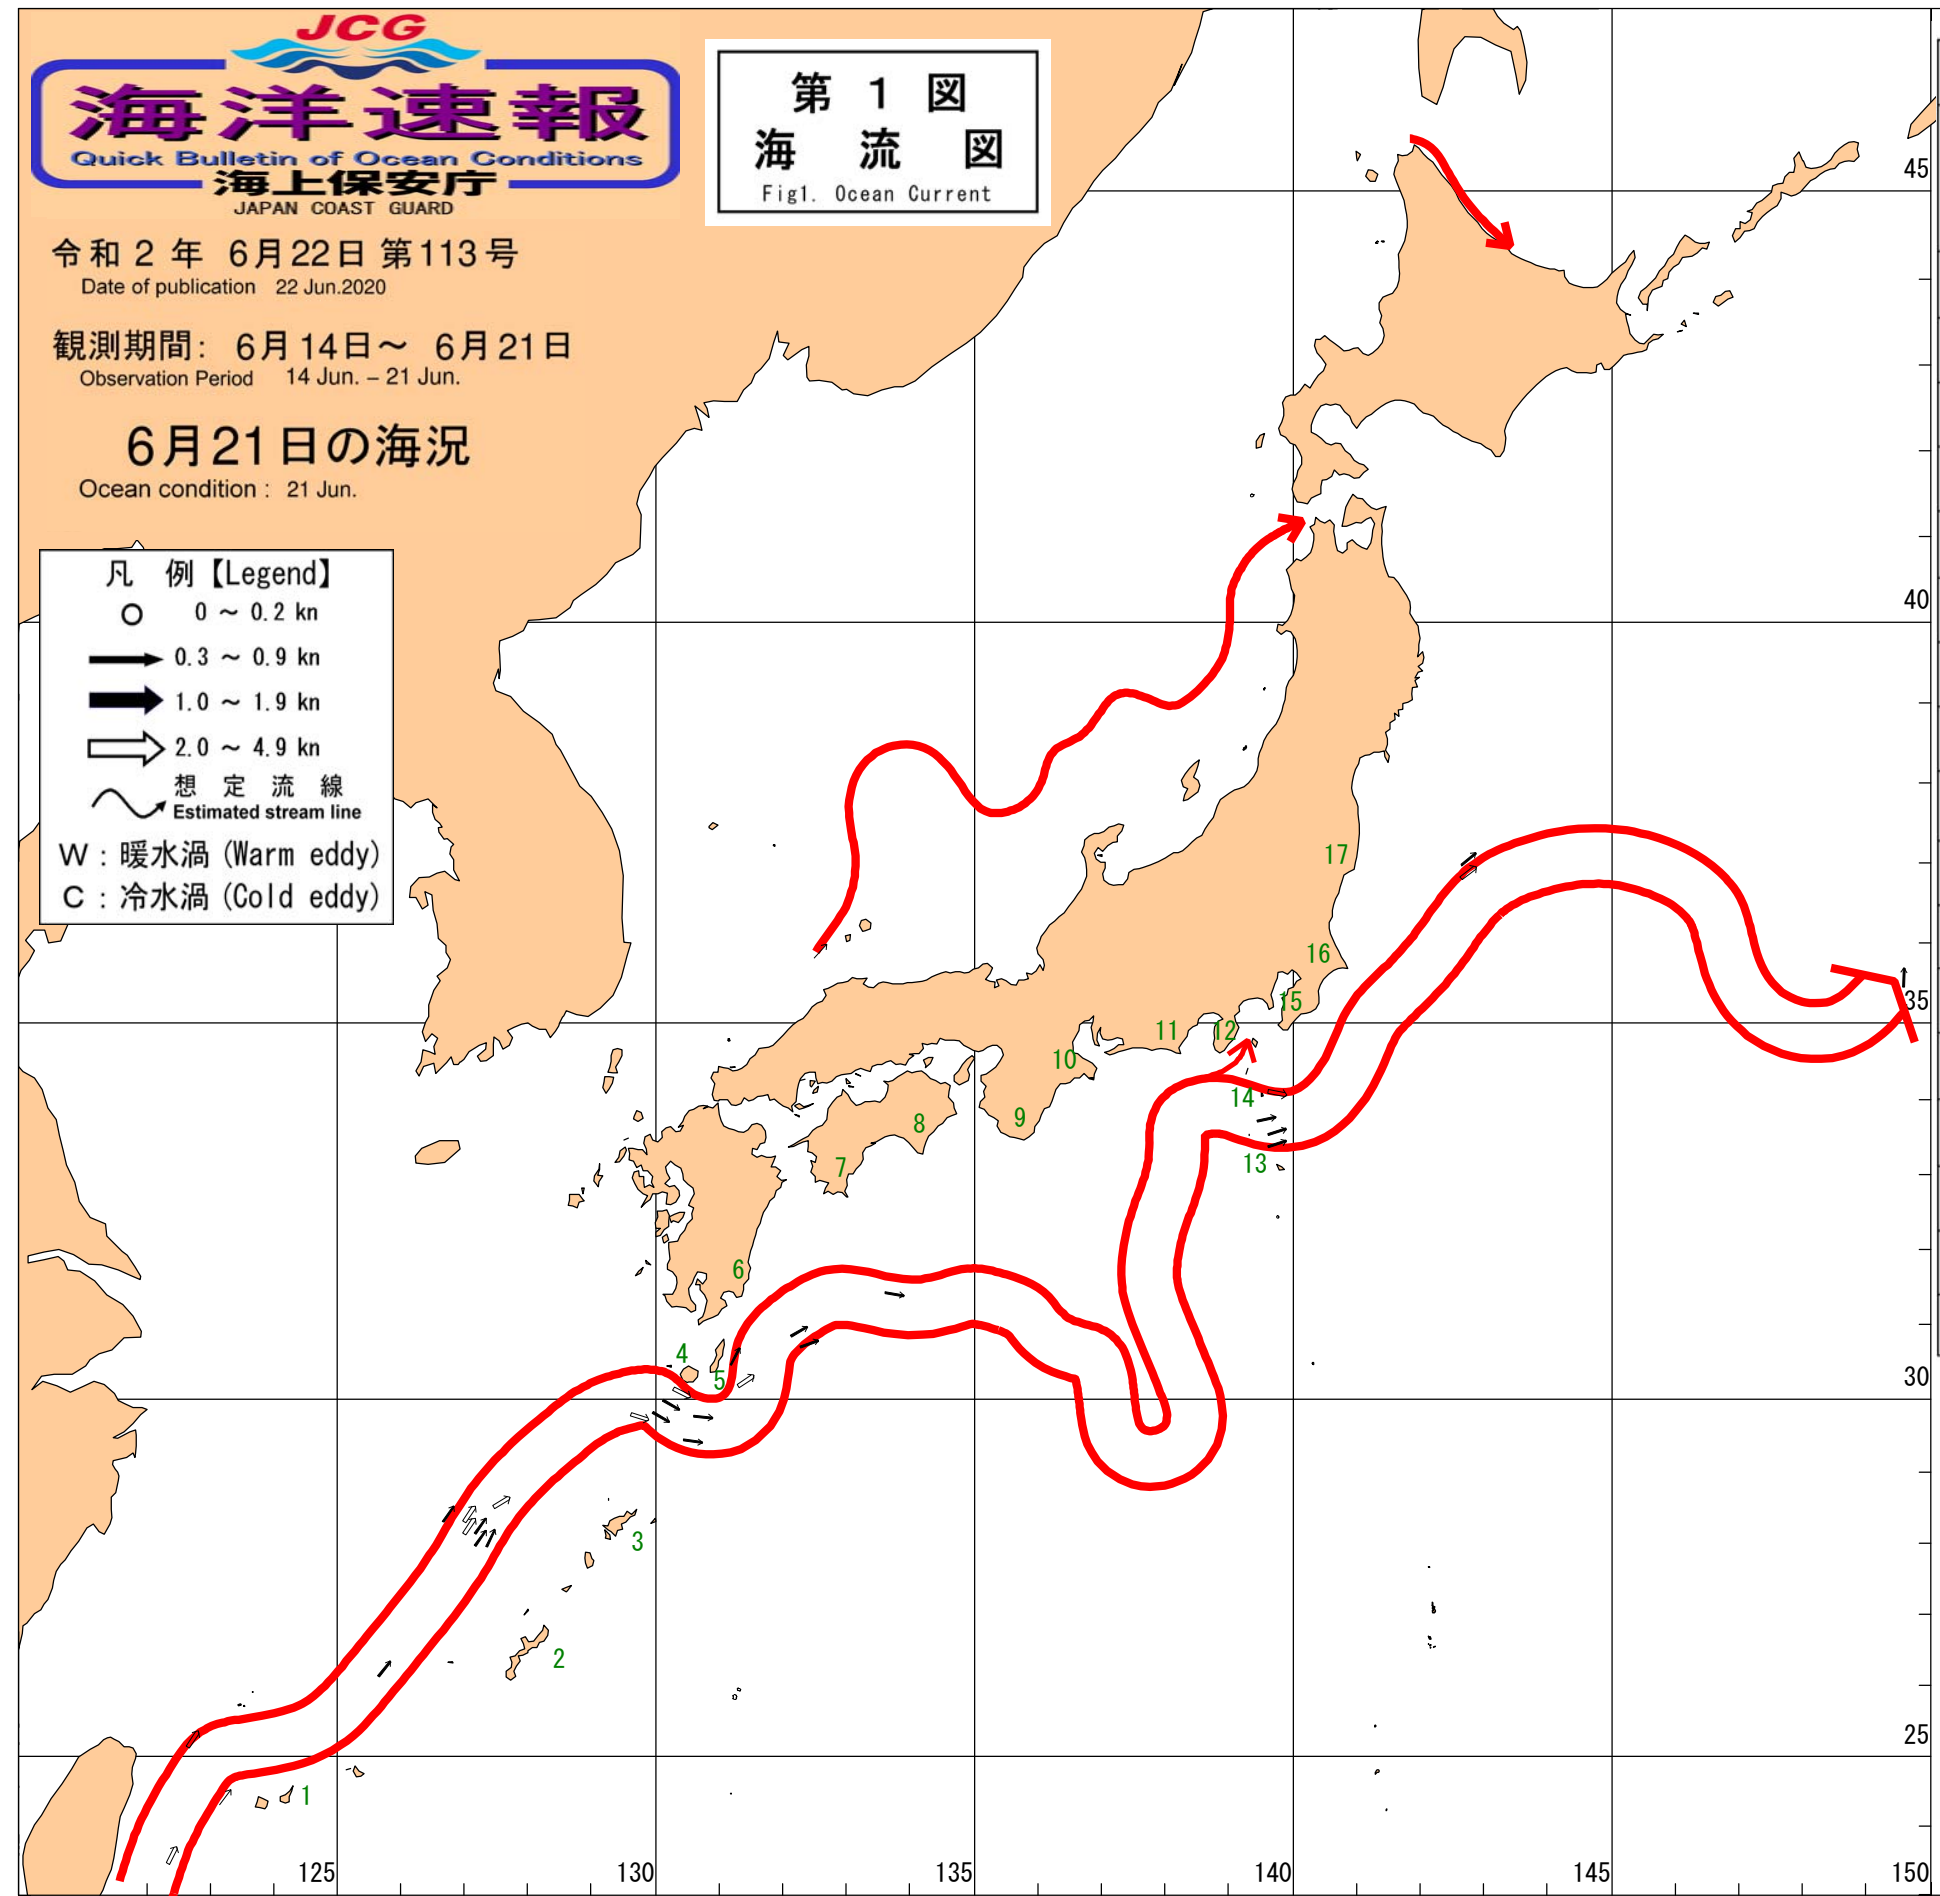 JCG
海洋速報
Quick Bulletin of Ocean Conditions
海上保安庁
JAPAN COAST GUARD
第 1 図
海 流 図
Fig1. Ocean Current
令和 2 年 6月22日 第113号
Date of publication 22 Jun.2020
観測期間: 6月14日～ 6月21日
Observation Period 14 Jun. – 21 Jun.
6月21日の海況
Ocean condition : 21 Jun.
凡 例【Legend】
0 ～ 0.2 kn
0.3 ～ 0.9 kn
1.0 ～ 1.9 kn
2.0 ～ 4.9 kn
想 定 流 線
Estimated stream line
W : 暖水渦 (Warm eddy)
C : 冷水渦 (Cold eddy)
45
40
17
16
35
15
12
11
10
14
9
8
13
7
6
4
5
30
3
2
25
1
125
130
135
140
145
150